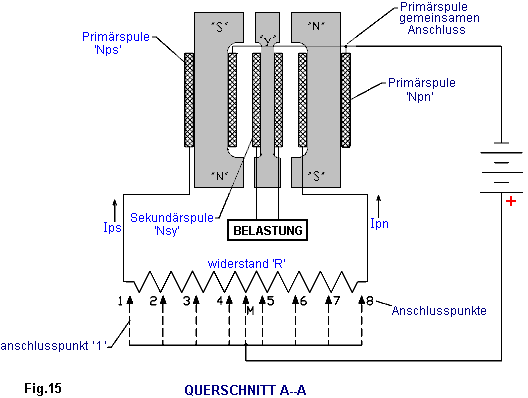 Primärspule
gemeinsamen
Anschluss
Primärspule
'Nps'
"S"
"Y"
"N"
Primärspule
'Npn'
"N"
"S"
+
Sekundärspule
'Nsy'
Ips
BELASTUNG
Ipn
widerstand 'R'
1 2 3 4 M 5 6 7 8
Anschlusspunkte
anschlusspunkt '1'
Fig.15
QUERSCHNITT A--A